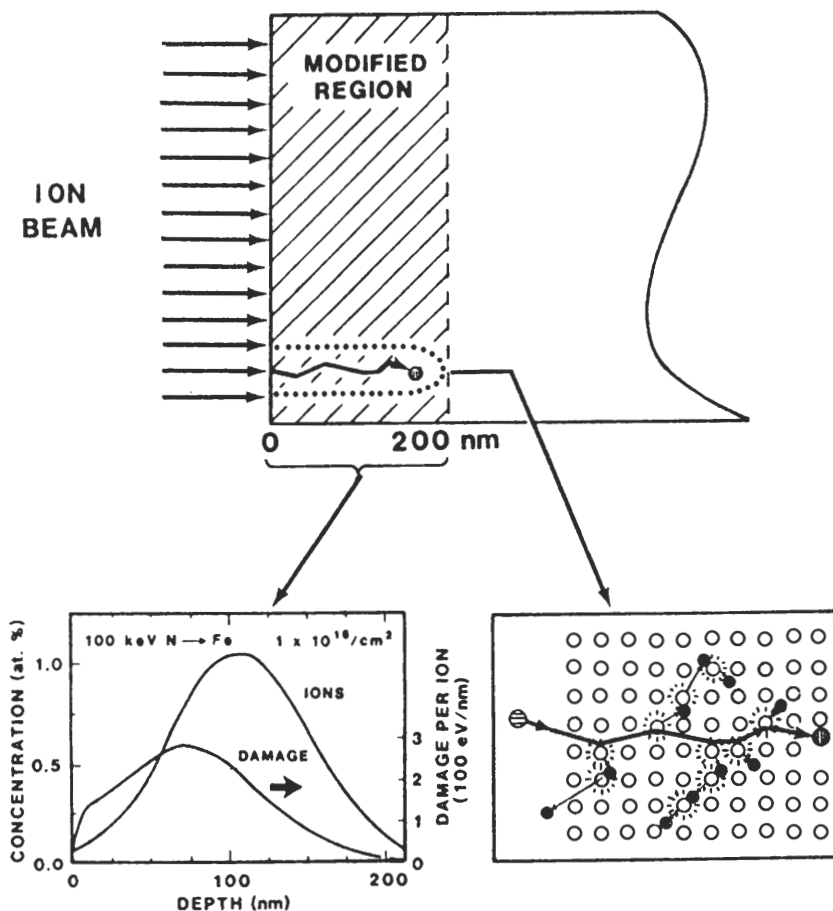 MODIFIED
REGION
ION
BEAM
0 200 nm
CONCENTRATION (at. %)
1.0
0.5
0.0
100 keV N → Fe 1 x 10¹⁶/cm²
IONS
DAMAGE
3
2
1
0
DAMAGE PER ION
(100 eV/nm)
0 100 200
DEPTH (nm)